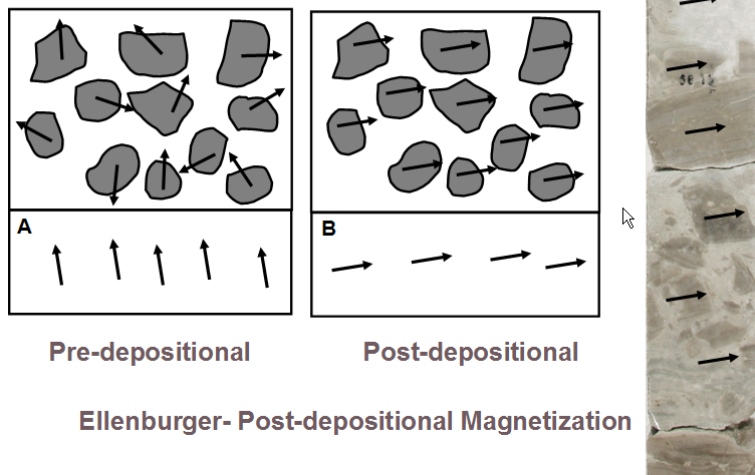 A
B
Pre-depositional
Post-depositional
Ellenburger- Post-depositional Magnetization